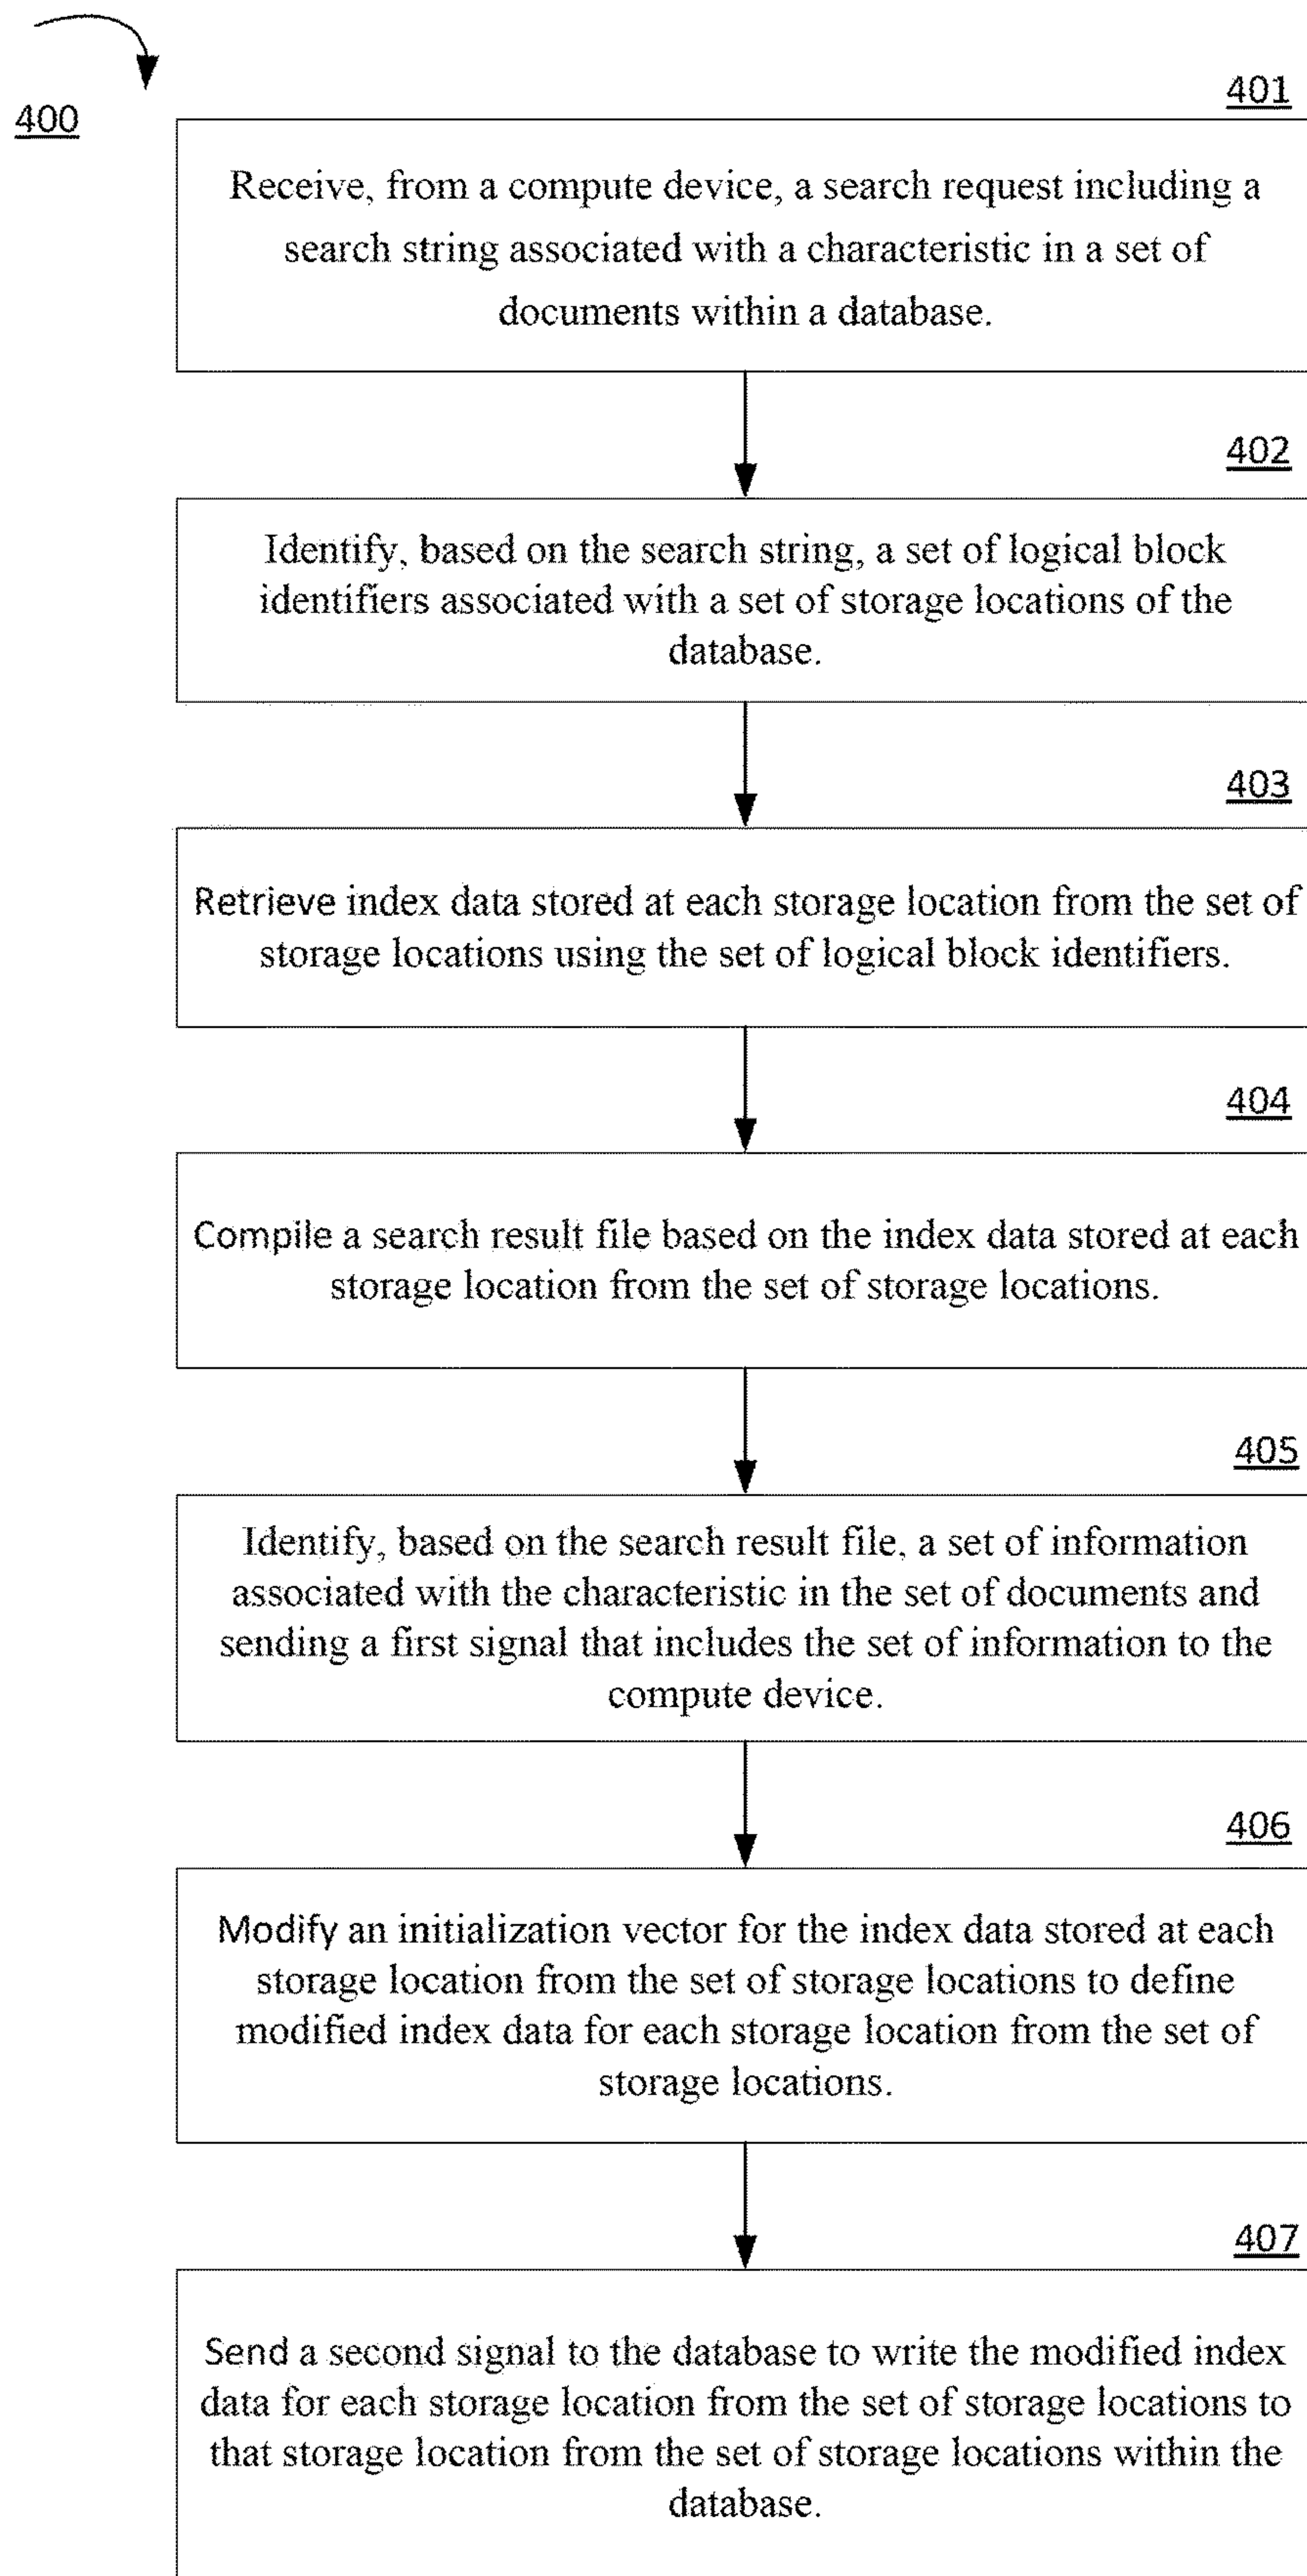 400
401
Receive, from a compute device, a search request including a
search string associated with a characteristic in a set of
documents within a database.
402
Identify, based on the search string, a set of logical block
identifiers associated with a set of storage locations of the
database.
403
Retrieve index data stored at each storage location from the set of
storage locations using the set of logical block identifiers.
404
Compile a search result file based on the index data stored at each
storage location from the set of storage locations.
405
Identify, based on the search result file, a set of information
associated with the characteristic in the set of documents and
sending a first signal that includes the set of information to the
compute device.
406
Modify an initialization vector for the index data stored at each
storage location from the set of storage locations to define
modified index data for each storage location from the set of
storage locations.
407
Send a second signal to the database to write the modified index
data for each storage location from the set of storage locations to
that storage location from the set of storage locations within the
database.